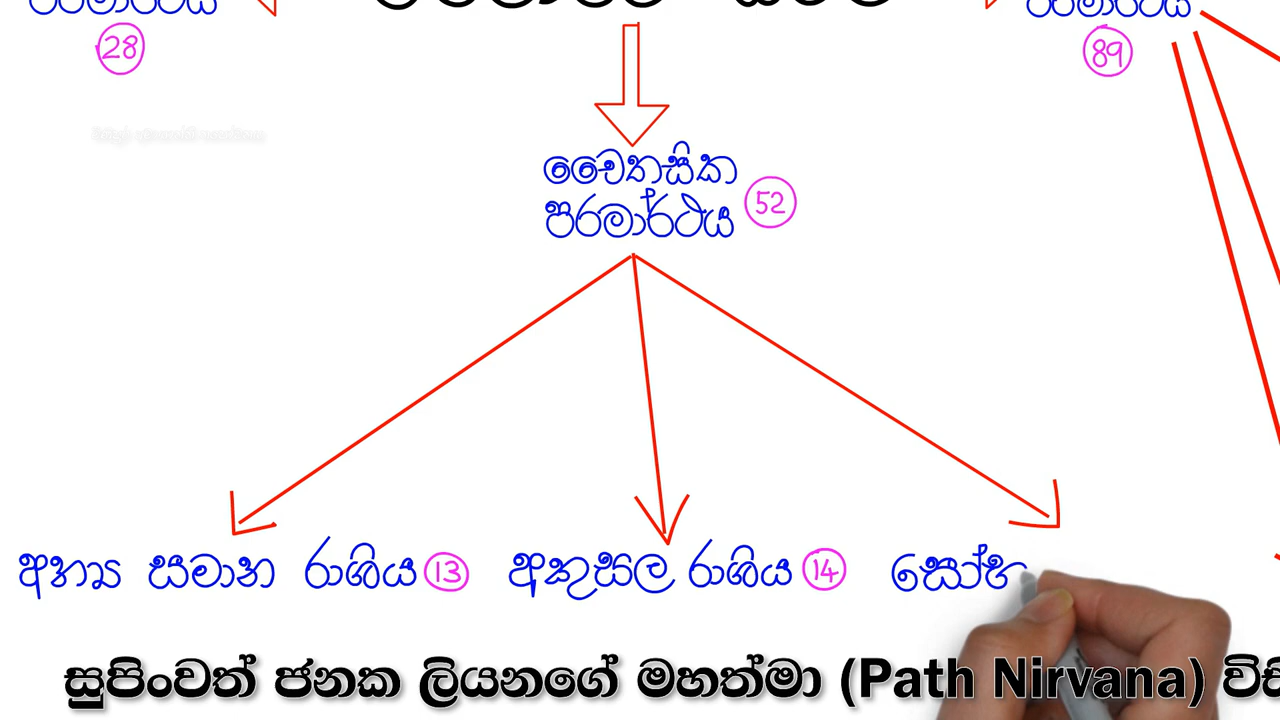 28
89
චෛතසික
පරමාර්ථය 52
අන්‍ය සමාන රාශිය 13 අකුසල රාශිය 14 සෝභ
සුපිංවත් ජනක ලියනගේ මහත්මා (Path Nirvana)